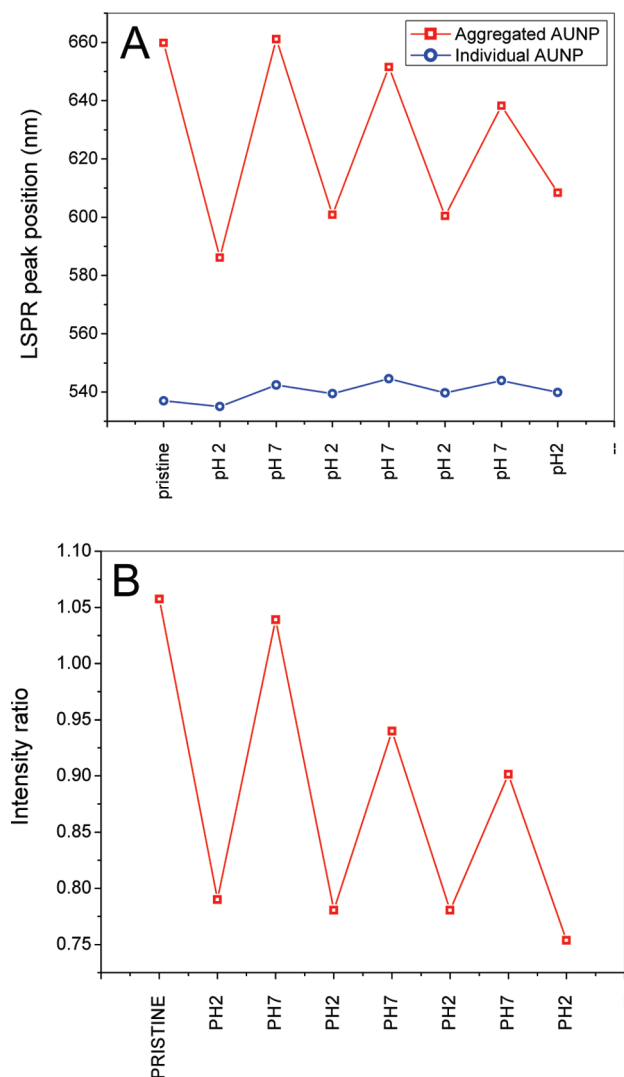 A
Aggregated AUNP
Individual AUNP
LSPR peak position (nm)
660
640
620
600
580
560
540
pristine
pH 2
pH 7
pH 2
pH 7
pH 2
pH 7
pH2
--
B
Intensity ratio
1.10
1.05
1.00
0.95
0.90
0.85
0.80
0.75
PRISTINE
PH2
PH7
PH2
PH7
PH2
PH7
PH2